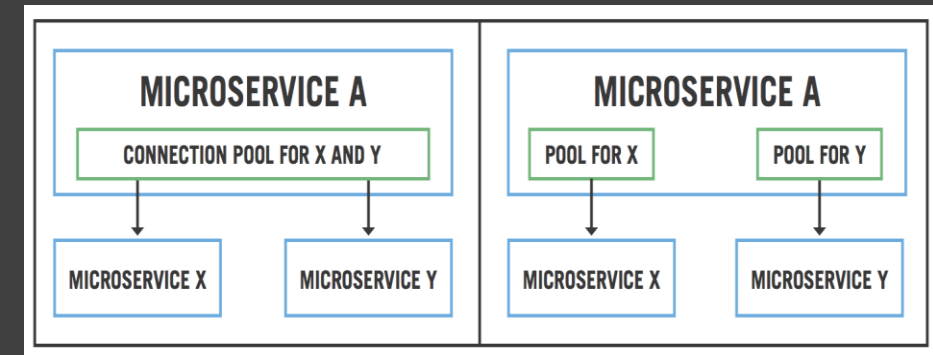 MICROSERVICE A
CONNECTION POOL FOR X AND Y
MICROSERVICE X
MICROSERVICE Y
MICROSERVICE A
POOL FOR X
POOL FOR Y
MICROSERVICE X
MICROSERVICE Y